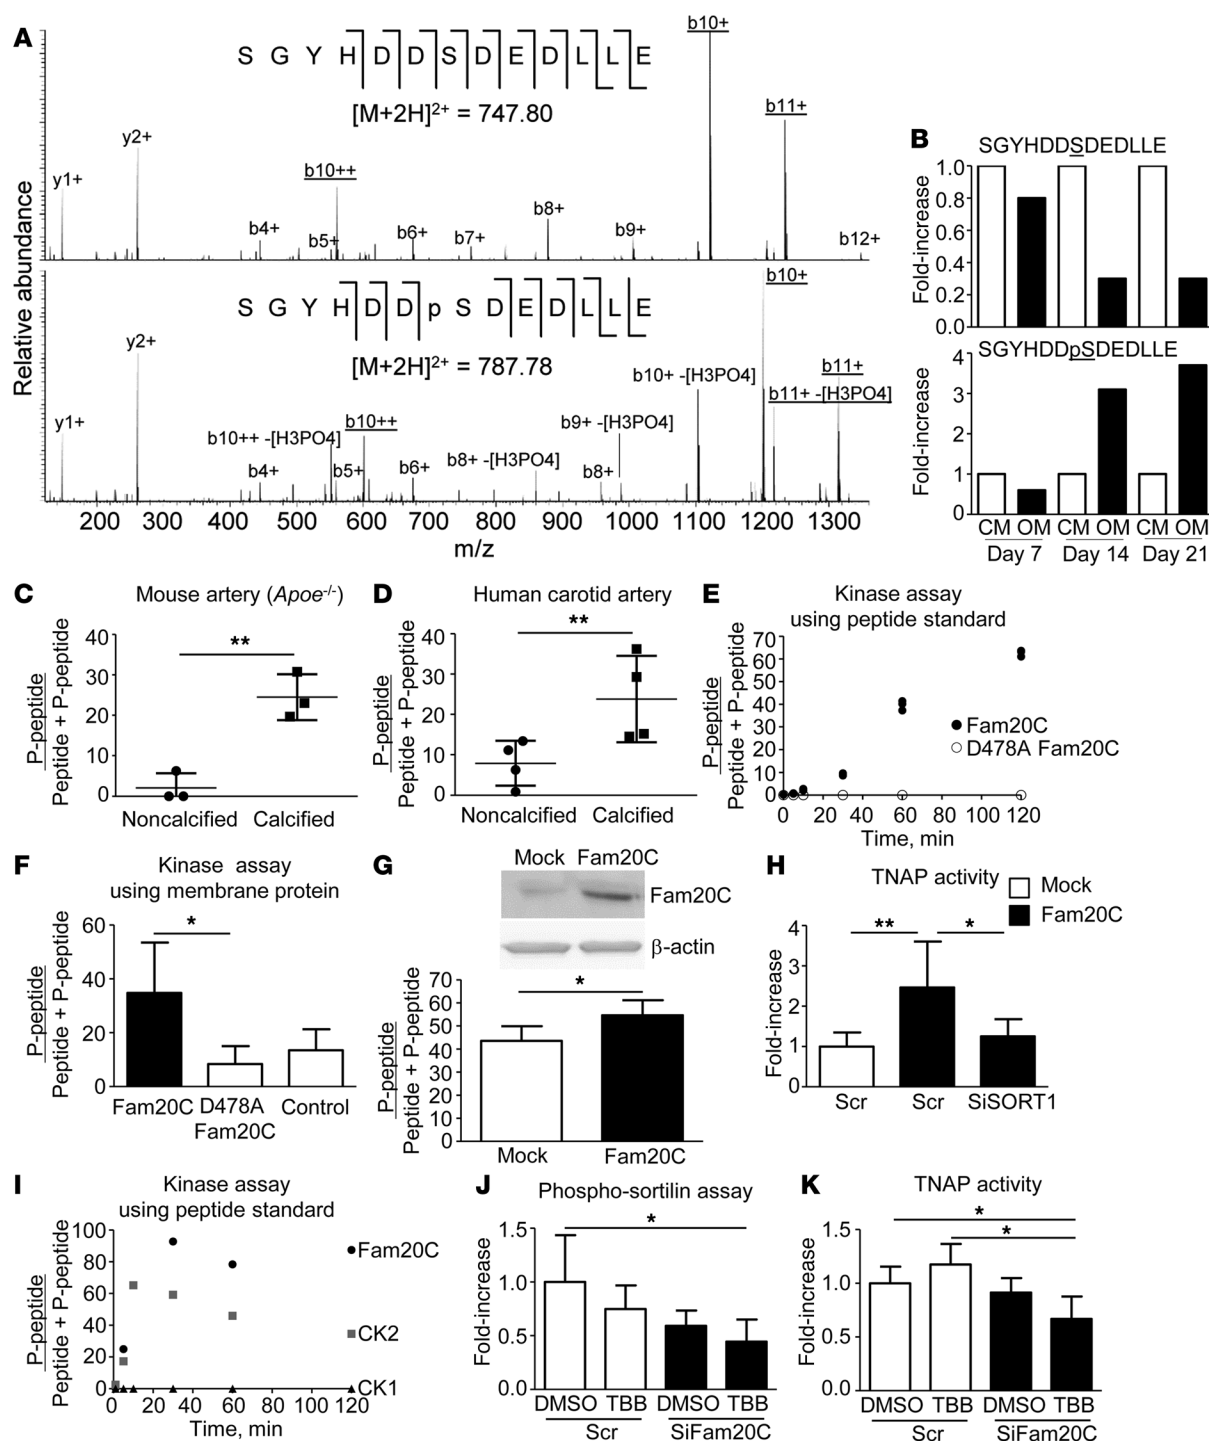 A
S G Y H D D S D E D L L E
[M+2H]2+ = 747.80
y1+
y2+
b4+
b5+
b10++
b6+
b7+
b8+
b9+
b10+
b11+
b12+
Relative abundance
S G Y H D D p S D E D L L E
[M+2H]2+ = 787.78
y1+
y2+
b10++ -[H3PO4]
b4+
b5+
b10++
b6+
b8+ -[H3PO4]
b9+ -[H3PO4]
b8+
b10+ -[H3PO4]
b10+
b11+
b11+ -[H3PO4]
200 300 400 500 600 700 800 900 1000 1100 1200 1300
m/z
B
SGYHDDSDEDLLE
Fold-increase
1.0
0.8
0.6
0.4
0.2
0.0
SGYHDDpSDEDLLE
Fold-increase
4
3
2
1
0
CM OM CM OM CM OM
Day 7 Day 14 Day 21
C
Mouse artery (Apoe-/-)
P-peptide
Peptide + P-peptide
40
30
20
10
0
**
Noncalcified Calcified
D
Human carotid artery
P-peptide
Peptide + P-peptide
40
30
20
10
0
**
Noncalcified Calcified
E
Kinase assay
using peptide standard
P-peptide
Peptide + P-peptide
70
60
50
40
30
20
10
0
Fam20C
D478A Fam20C
0 20 40 60 80 100 120
Time, min
F
Kinase assay
using membrane protein
P-peptide
Peptide + P-peptide
60
40
20
0
*
Fam20C D478A Control
Fam20C
G
Mock Fam20C
Fam20C
β-actin
P-peptide
Peptide + P-peptide
70
60
50
40
30
20
10
0
*
Mock Fam20C
H
TNAP activity
Mock
Fam20C
Fold-increase
4
3
2
1
0
** *
Scr Scr SiSORT1
I
Kinase assay
using peptide standard
P-peptide
Peptide + P-peptide
100
80
60
40
20
0
Fam20C
CK2
CK1
0 20 40 60 80 100 120
Time, min
J
Phospho-sortilin assay
Fold-increase
1.5
1.0
0.5
0.0
*
DMSO TBB DMSO TBB
Scr SiFam20C
K
TNAP activity
Fold-increase
1.5
1.0
0.5
0.0
*
*
DMSO TBB DMSO TBB
Scr SiFam20C